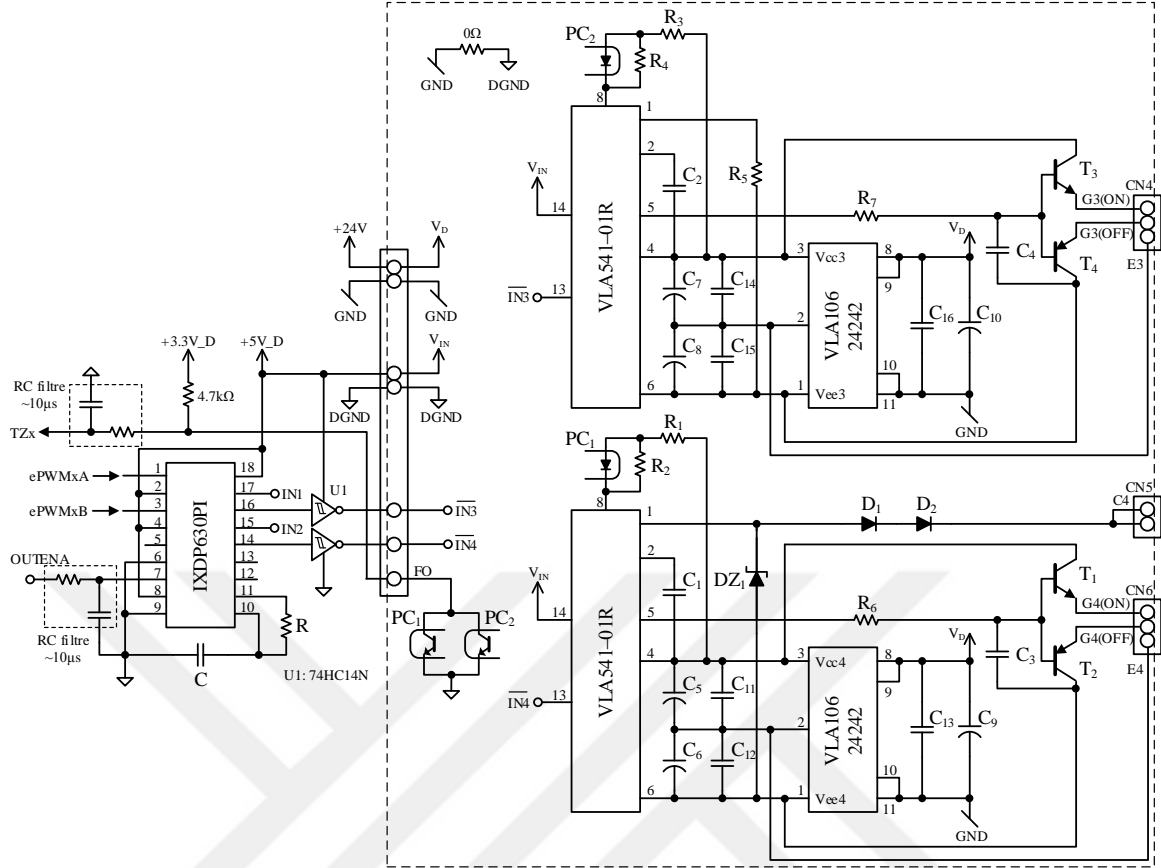 0Ω
GND
DGND
PC2
R3
R4
8
1
2
VLA541–01R
VIN
14
C2
R5
5
R7
T3
CN4
G3(ON)
VD
G3(OFF)
C4
T4
E3
4
3
Vcc3
8
9
C7
C14
IN3
13
VLA106
24242
C16
C10
2
C8
C15
10
6
1
Vee3
11
GND
+24V
VD
GND
GND
VIN
+3.3V_D
+5V_D
RC filtre
~10µs
4.7kΩ
DGND
DGND
TZx
ePWMxA
1
18
2
17
IN1
U1
ePWMxB
3
16
IN3
4
15
IN2
5
14
IN4
OUTENA
6
13
7
12
FO
8
11
9
10
IXDP630PI
R
RC filtre
~10µs
C
U1: 74HC14N
PC1
PC2
PC1
R1
R2
8
1
D1
D2
CN5
C4
2
VLA541–01R
VIN
14
C1
DZ1
5
R6
T1
CN6
G4(ON)
VD
G4(OFF)
C3
T2
E4
4
3
Vcc4
8
9
C5
C11
IN4
13
VLA106
24242
C13
C9
2
C6
C12
10
6
1
Vee4
11
GND